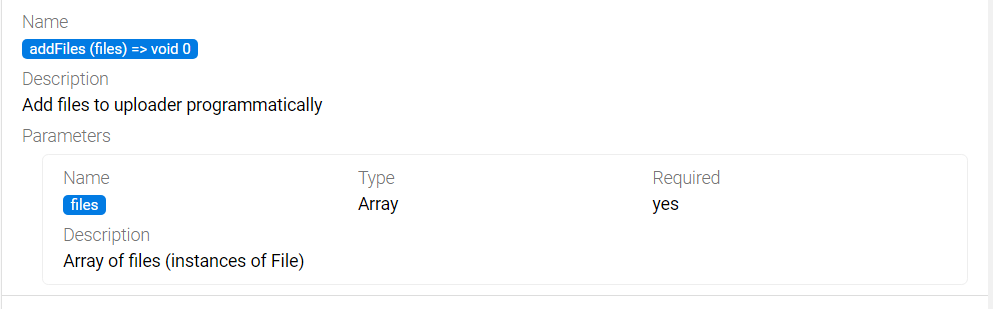 Name
addFiles (files) => void 0
Description
Add files to uploader programmatically
Parameters
Name Type Required
files Array yes
Description
Array of files (instances of File)